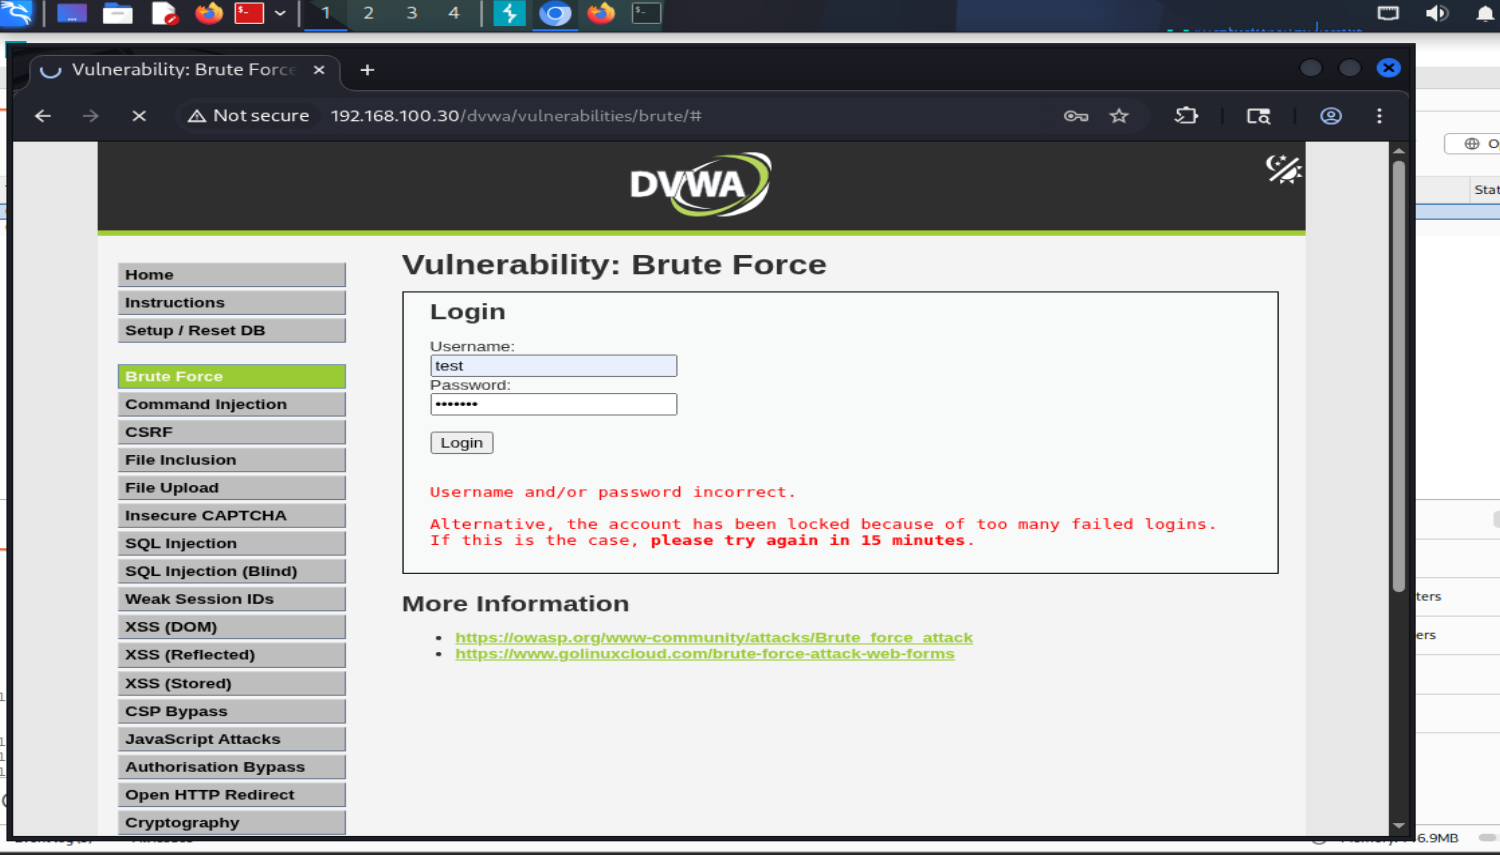 1 2 3 4
Vulnerability: Brute Force
Not secure 192.168.100.30/dvwa/vulnerabilities/brute/#
DVWA
Home
Instructions
Setup / Reset DB
Brute Force
Command Injection
CSRF
File Inclusion
File Upload
Insecure CAPTCHA
SQL Injection
SQL Injection (Blind)
Weak Session IDs
XSS (DOM)
XSS (Reflected)
XSS (Stored)
CSP Bypass
JavaScript Attacks
Authorisation Bypass
Open HTTP Redirect
Cryptography
Vulnerability: Brute Force
Login
Username:
test
Password:
•••••••
Login
Username and/or password incorrect.
Alternative, the account has been locked because of too many failed logins.
If this is the case, please try again in 15 minutes.
More Information
https://owasp.org/www-community/attacks/Brute_force_attack
https://www.golinuxcloud.com/brute-force-attack-web-forms
Stat
ters
ers
6.9MB